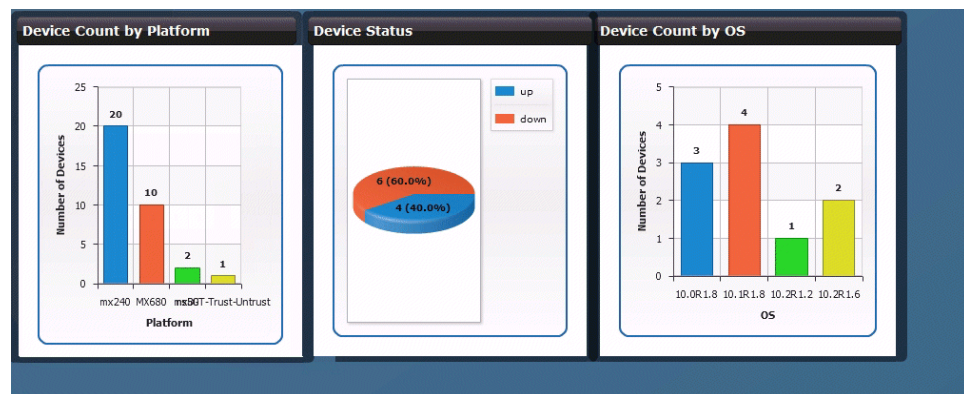 Device Count by Platform
25
20
15
10
5
0
Number of Devices
20
10
2
1
mx240 MX680 -Trust-Untrust
Platform
Device Status
up
down
6 (60.0%)
4 (40.0%)
Device Count by OS
5
4
3
2
1
0
Number of Devices
3
4
1
2
10.0R1.8 10.1R1.8 10.2R1.2 10.2R1.6
OS